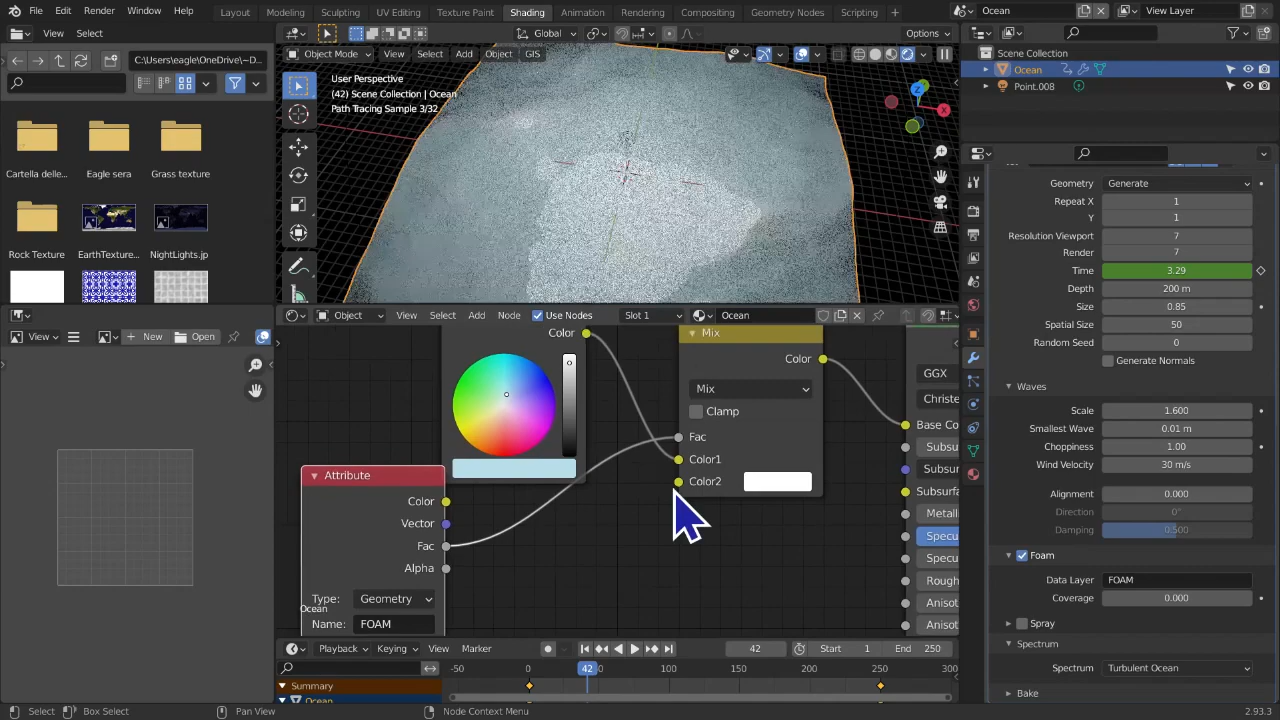 File Edit Render Window Help Layout Modeling Sculpting UV Editing Texture Paint Shading Animation Rendering Compositing Geometry Nodes Scripting + Ocean View Layer
View Select Global Options
C:\Users\eagle\OneDrive\~D...
Object Mode View Select Add Object GIS
User Perspective
(42) Scene Collection | Ocean
Path Tracing Sample 3/32
Z
X
Cartella delle... Eagle sera Grass texture
Rock Texture EarthTexture... NightLights.jp
Scene Collection
Ocean
Point.008
Geometry Generate
Repeat X 1
Y 1
Resolution Viewport 7
Render 7
Time 3.29
Depth 200 m
Size 0.85
Spatial Size 50
Random Seed 0
Generate Normals
Waves
Scale 1.600
Smallest Wave 0.01 m
Choppiness 1.00
Wind Velocity 30 m/s
Alignment 0.000
Direction 0°
Damping 0.500
Foam
Data Layer FOAM
Coverage 0.000
Spray
Spectrum
Spectrum Turbulent Ocean
Bake
View New Open
Object View Select Add Node Use Nodes Slot 1 Ocean
Color
Mix
Color
Mix
Clamp
Fac
Color1
Color2
GGX
Christe
Base Co
Subsu
Subsu
Subsurfa
Metalli
Specu
Specu
Rough
Anisot
Anisot
Attribute
Color
Vector
Fac
Alpha
Type: Geometry
Ocean
Name: FOAM
Playback Keying View Marker 42 Start 1 End 250
-50 0 42 100 150 200 250 300
Summary
Ocean
Select Box Select Pan View Node Context Menu 2.93.3